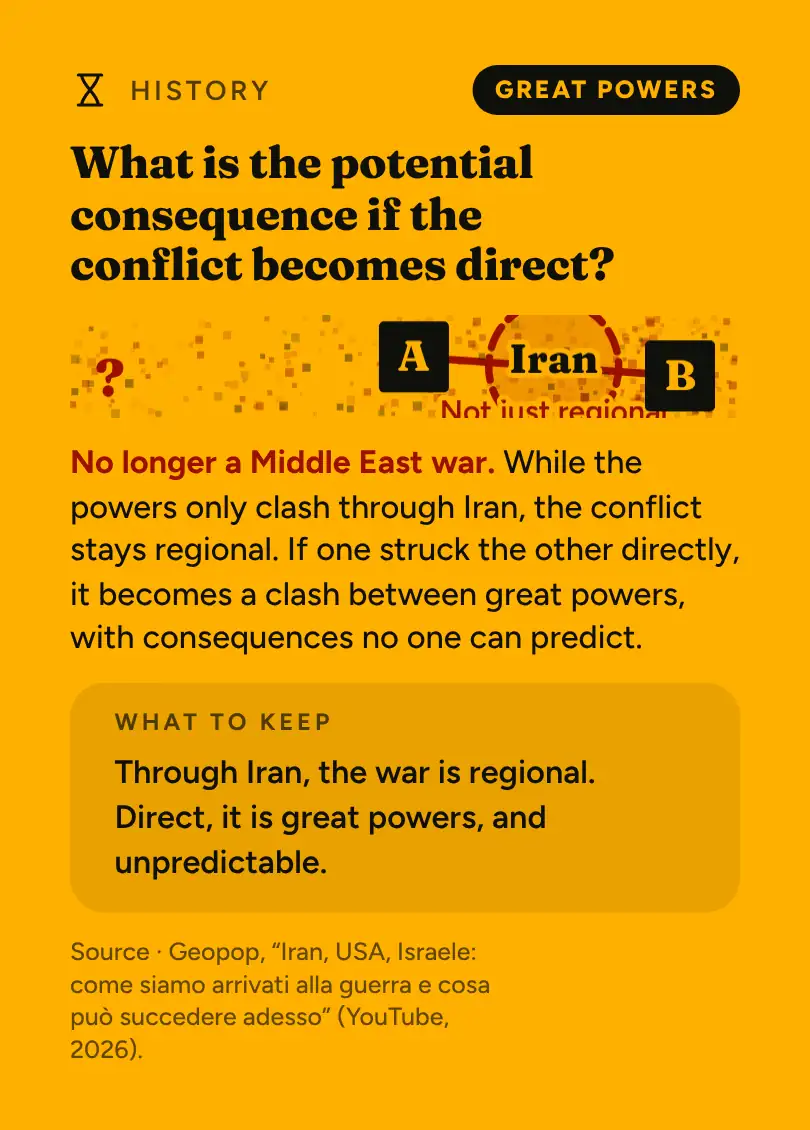 HISTORY
GREAT POWERS
What is the potential
consequence if the
conflict becomes direct?
?
A
Iran
B
Not just regional
No longer a Middle East war. While the
powers only clash through Iran, the conflict
stays regional. If one struck the other directly,
it becomes a clash between great powers,
with consequences no one can predict.
WHAT TO KEEP
Through Iran, the war is regional.
Direct, it is great powers, and
unpredictable.
Source · Geopop, “Iran, USA, Israele:
come siamo arrivati alla guerra e cosa
può succedere adesso” (YouTube,
2026).